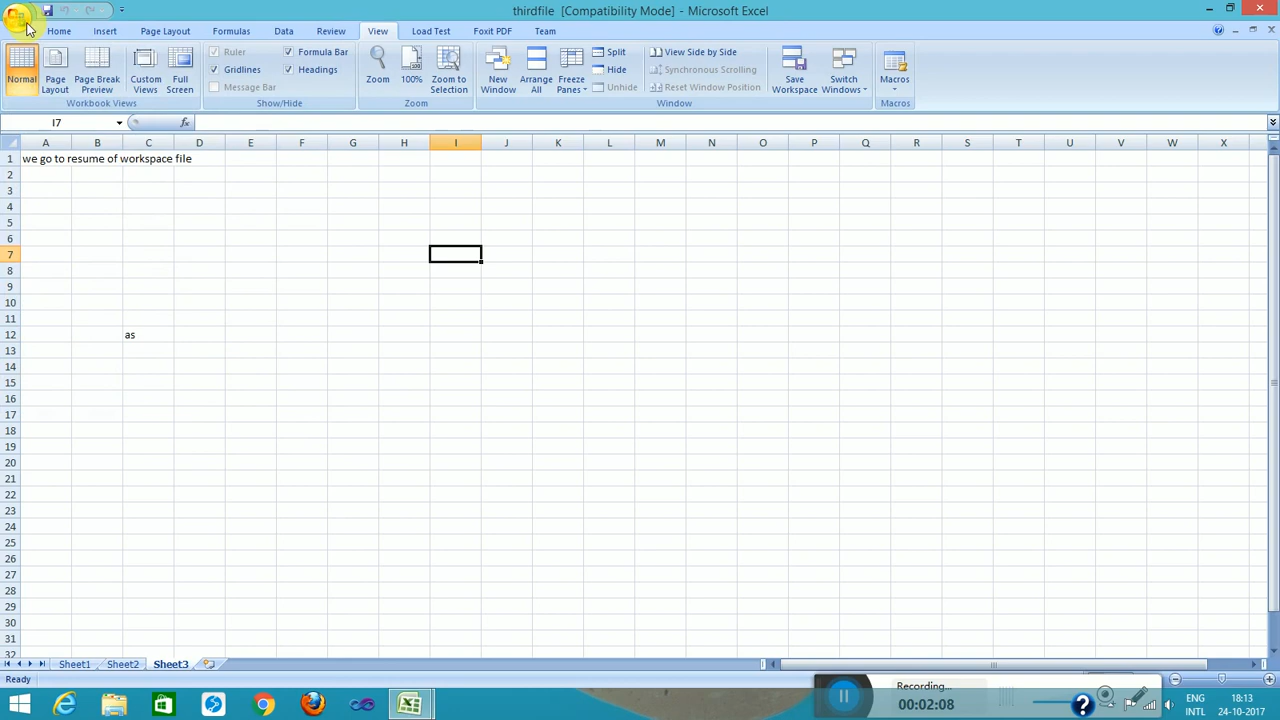 thirdfile [Compatibility Mode] - Microsoft Excel
Home Insert Page Layout Formulas Data Review View Load Test Foxit PDF Team
Normal Page Layout Page Break Preview Custom Views Full Screen
Workbook Views
Ruler Formula Bar
Gridlines Headings
Message Bar
Show/Hide
Zoom 100% Zoom to Selection
Zoom
New Window Arrange All Freeze Panes
Split View Side by Side
Hide Synchronous Scrolling
Unhide Reset Window Position
Save Workspace Switch Windows
Window
Macros
Macros
I7 fx
A B C D E F G H I J K L M N O P Q R S T U V W X
1 we go to resume of workspace file
2
3
4
5
6
7
8
9
10
11
12 as
13
14
15
16
17
18
19
20
21
22
23
24
25
26
27
28
29
30
31
32
Sheet1 Sheet2 Sheet3
Ready
Recording...
00:02:08
ENG 18:13
INTL 24-10-2017